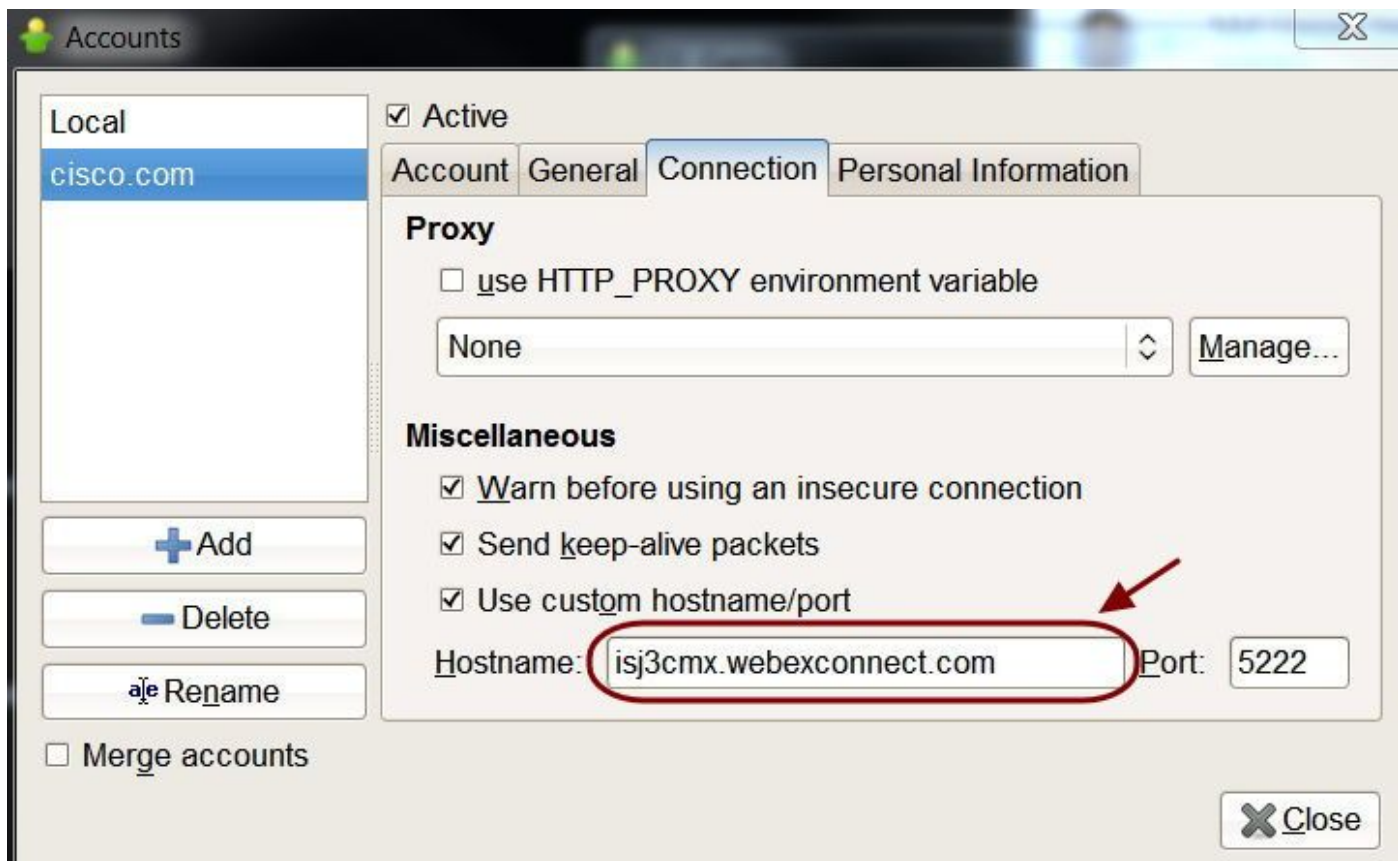 Accounts
Local
cisco.com
Add
Delete
Rename
Merge accounts
Active
Account General Connection Personal Information
Proxy
use HTTP_PROXY environment variable
None Manage...
Miscellaneous
Warn before using an insecure connection
Send keep-alive packets
Use custom hostname/port
Hostname: isj3cmx.webexconnect.com Port: 5222
Close